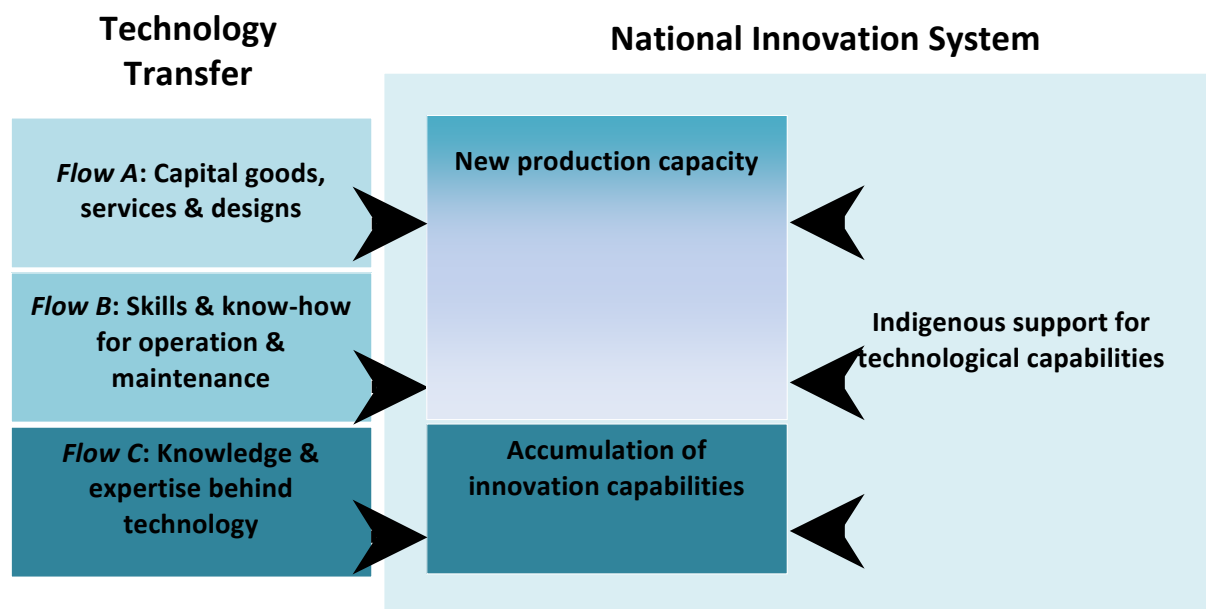 Technology
Transfer
National Innovation System
Flow A: Capital goods,
services & designs
Flow B: Skills & know-how
for operation &
maintenance
Flow C: Knowledge &
expertise behind
technology
New production capacity
Accumulation of
innovation capabilities
Indigenous support for
technological capabilities